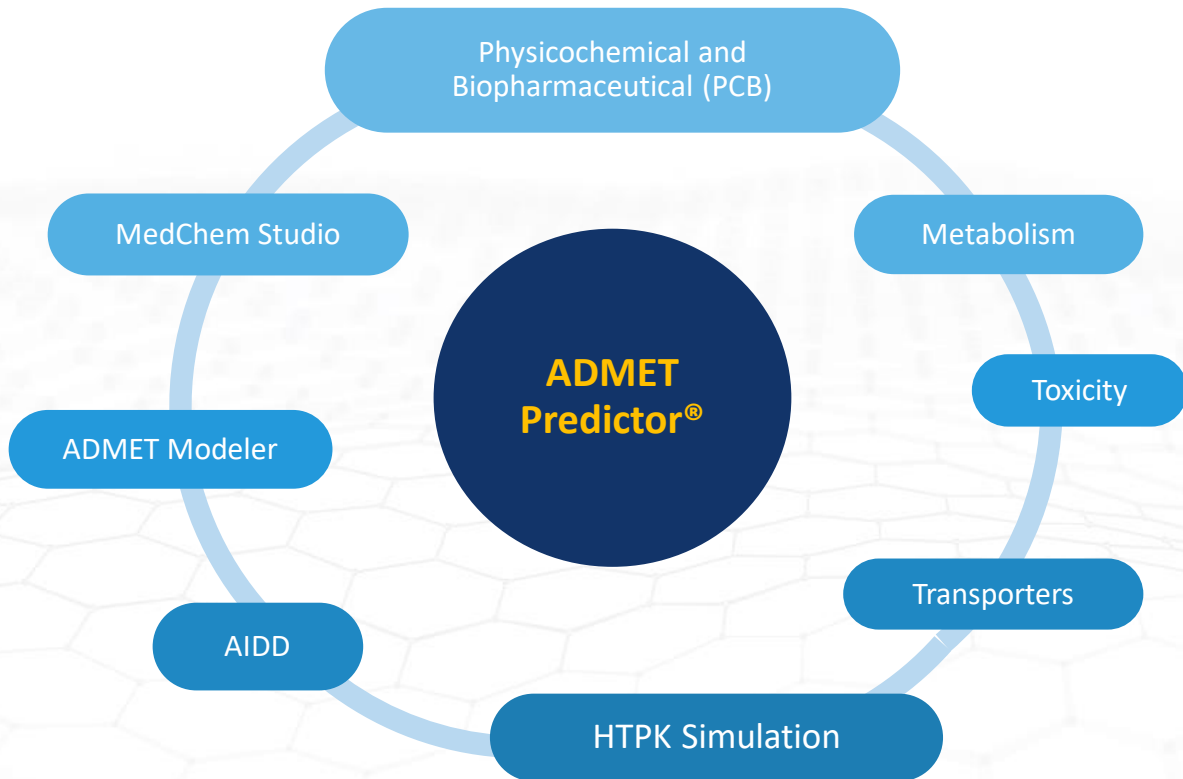 Physicochemical and
Biopharmaceutical (PCB)
MedChem Studio
Metabolism
ADMET
Predictor®
Toxicity
ADMET Modeler
Transporters
AIDD
HTPK Simulation